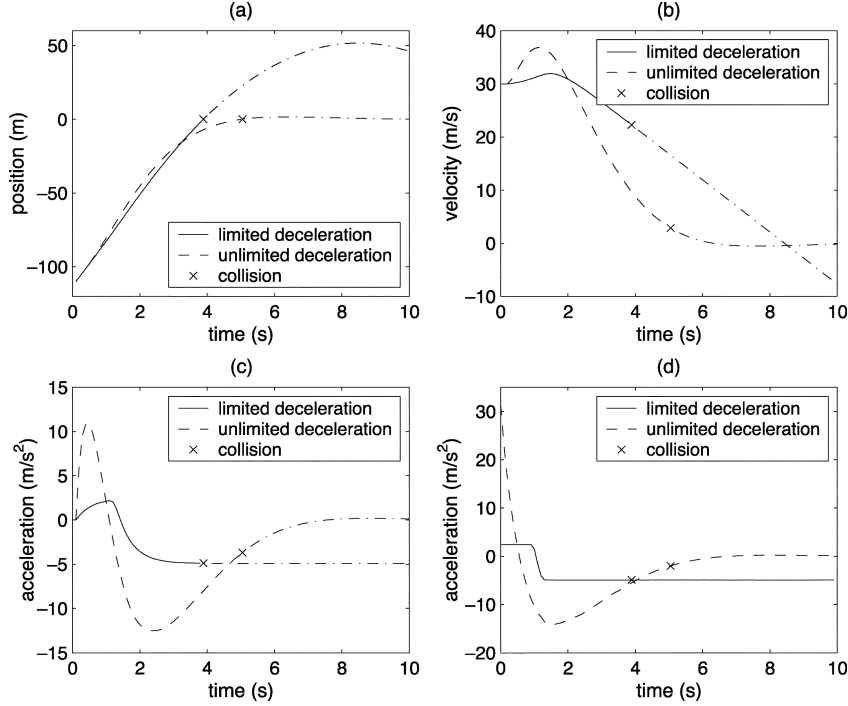 (a)
position (m)
50
0
−50
−100
limited deceleration
unlimited deceleration
collision
0 2 4 6 8 10
time (s)
(b)
velocity (m/s)
40
30
20
10
0
−10
limited deceleration
unlimited deceleration
collision
0 2 4 6 8 10
time (s)
(c)
acceleration (m/s²)
15
10
5
0
−5
−10
−15
limited deceleration
unlimited deceleration
collision
0 2 4 6 8 10
time (s)
(d)
acceleration (m/s²)
30
20
10
0
−10
−20
limited deceleration
unlimited deceleration
collision
0 2 4 6 8 10
time (s)